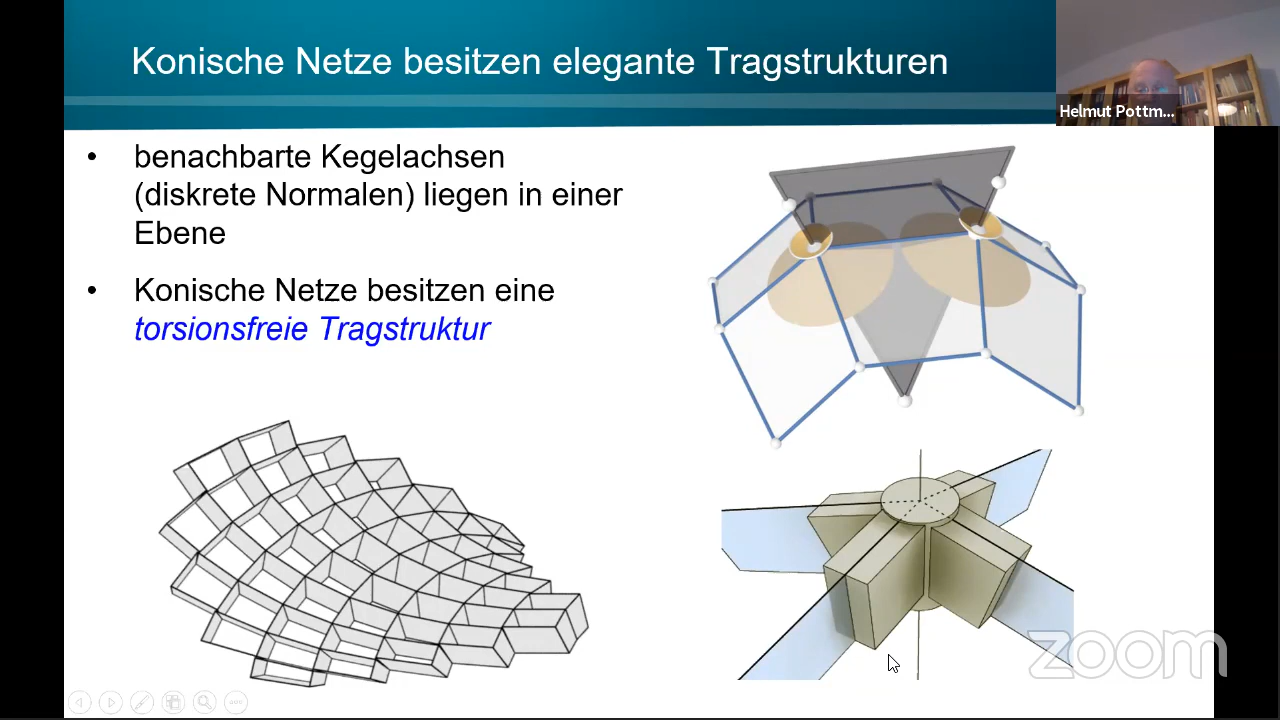 Konische Netze besitzen elegante Tragstrukturen
Helmut Pottm...
• benachbarte Kegelachsen
(diskrete Normalen) liegen in einer
Ebene
• Konische Netze besitzen eine
torsionsfreie Tragstruktur
zoom